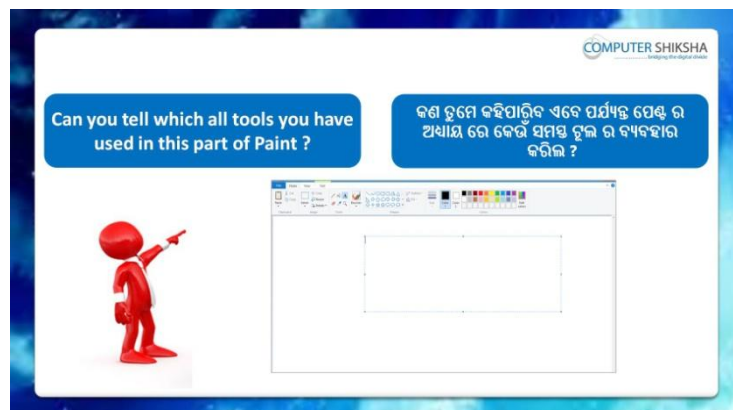 COMPUTER SHIKSHA
bridging the digital divide
Can you tell which all tools you have
used in this part of Paint ?
କଣ ତୁମେ କହିପାରିବ ଏବେ ପର୍ଯ୍ୟନ୍ତ ପେଣ୍ଟ ର
ଅଧ୍ୟାୟ ରେ କେଉଁ ସମସ୍ତ ଟୁଲ ର ବ୍ୟବହାର
କରିଲ ?